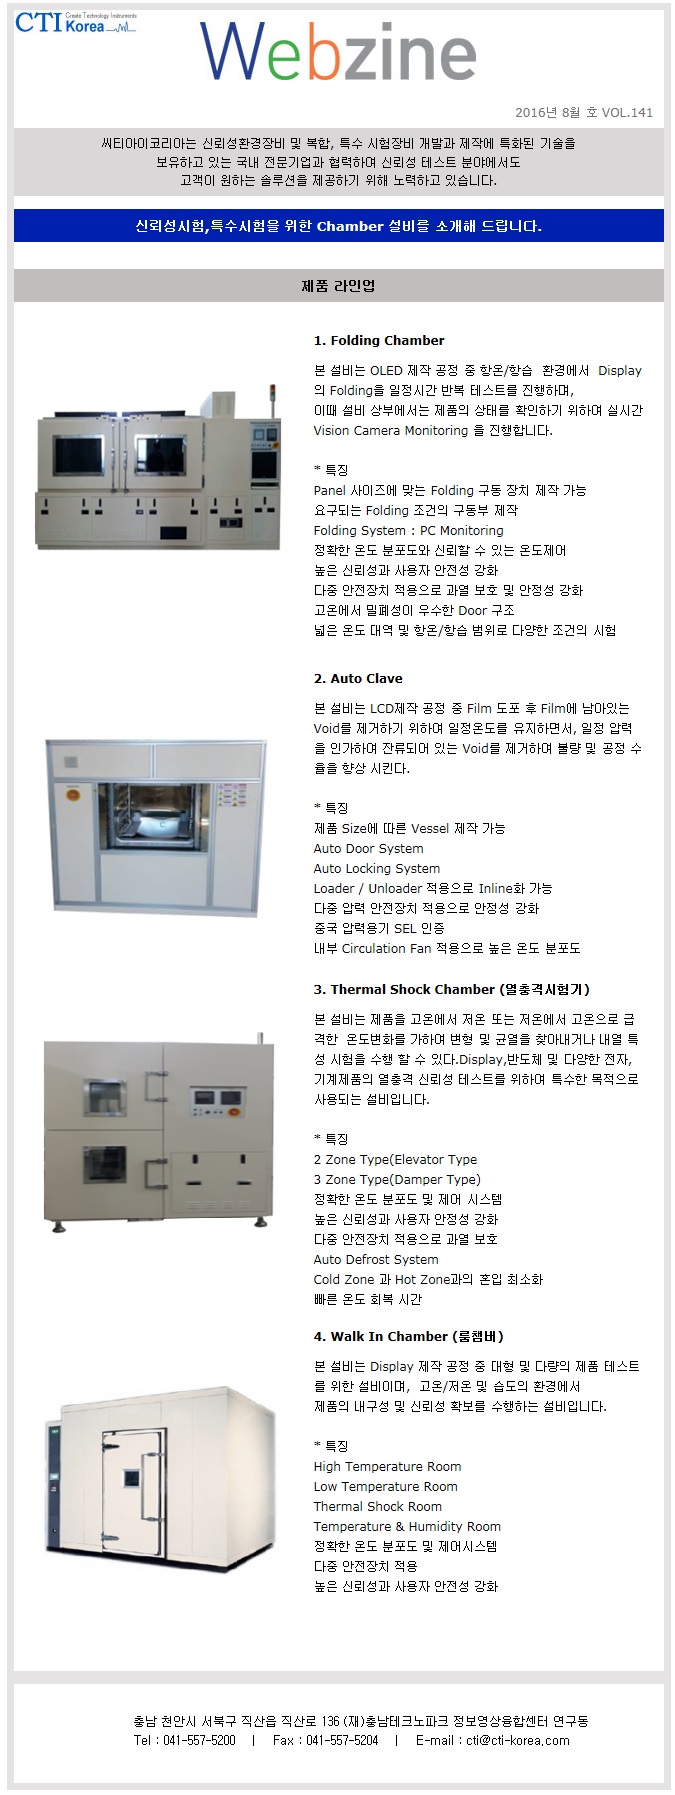 CTI Create Technology Instruments
Korea
Webzine
2016년 8월 호 VOL.141
씨티아이코리아는 신뢰성환경장비 및 복합, 특수 시험장비 개발과 제작에 특화된 기술을
보유하고 있는 국내 전문기업과 협력하여 신뢰성 테스트 분야에서도
고객이 원하는 솔루션을 제공하기 위해 노력하고 있습니다.
신뢰성시험,특수시험을 위한 Chamber 설비를 소개해 드립니다.
제품 라인업
1. Folding Chamber
본 설비는 OLED 제작 공정 중 항온/항습 환경에서 Display
의 Folding을 일정시간 반복 테스트를 진행하며,
이때 설비 상부에서는 제품의 상태를 확인하기 위하여 실시간
Vision Camera Monitoring 을 진행합니다.
* 특징
Panel 사이즈에 맞는 Folding 구동 장치 제작 가능
요구되는 Folding 조건의 구동부 제작
Folding System : PC Monitoring
정확한 온도 분포도와 신뢰할 수 있는 온도제어
높은 신뢰성과 사용자 안전성 강화
다중 안전장치 적용으로 과열 보호 및 안정성 강화
고온에서 밀폐성이 우수한 Door 구조
넓은 온도 대역 및 항온/항습 범위로 다양한 조건의 시험
2. Auto Clave
본 설비는 LCD제작 공정 중 Film 도포 후 Film에 남아있는
Void를 제거하기 위하여 일정온도를 유지하면서, 일정 압력
을 인가하여 잔류되어 있는 Void를 제거하여 불량 및 공정 수
율을 향상 시킨다.
* 특징
제품 Size에 따른 Vessel 제작 가능
Auto Door System
Auto Locking System
Loader / Unloader 적용으로 Inline화 가능
다중 압력 안전장치 적용으로 안정성 강화
중국 압력용기 SEL 인증
내부 Circulation Fan 적용으로 높은 온도 분포도
3. Thermal Shock Chamber (열충격시험기)
본 설비는 제품을 고온에서 저온 또는 저온에서 고온으로 급
격한 온도변화를 가하여 변형 및 균열을 찾아내거나 내열 특
성 시험을 수행 할 수 있다.Display,반도체 및 다양한 전자,
기계제품의 열충격 신뢰성 테스트를 위하여 특수한 목적으로
사용되는 설비입니다.
* 특징
2 Zone Type(Elevator Type
3 Zone Type(Damper Type)
정확한 온도 분포도 및 제어 시스템
높은 신뢰성과 사용자 안정성 강화
다중 안전장치 적용으로 과열 보호
Auto Defrost System
Cold Zone 과 Hot Zone과의 혼입 최소화
빠른 온도 회복 시간
4. Walk In Chamber (룸챔버)
본 설비는 Display 제작 공정 중 대형 및 다량의 제품 테스트
를 위한 설비이며, 고온/저온 및 습도의 환경에서
제품의 내구성 및 신뢰성 확보를 수행하는 설비입니다.
* 특징
High Temperature Room
Low Temperature Room
Thermal Shock Room
Temperature & Humidity Room
정확한 온도 분포도 및 제어시스템
다중 안전장치 적용
높은 신뢰성과 사용자 안전성 강화
충남 천안시 서북구 직산읍 직산로 136 (재)충남테크노파크 정보영상융합센터 연구동
Tel : 041-557-5200 | Fax : 041-557-5204 | E-mail : cti@cti-korea.com